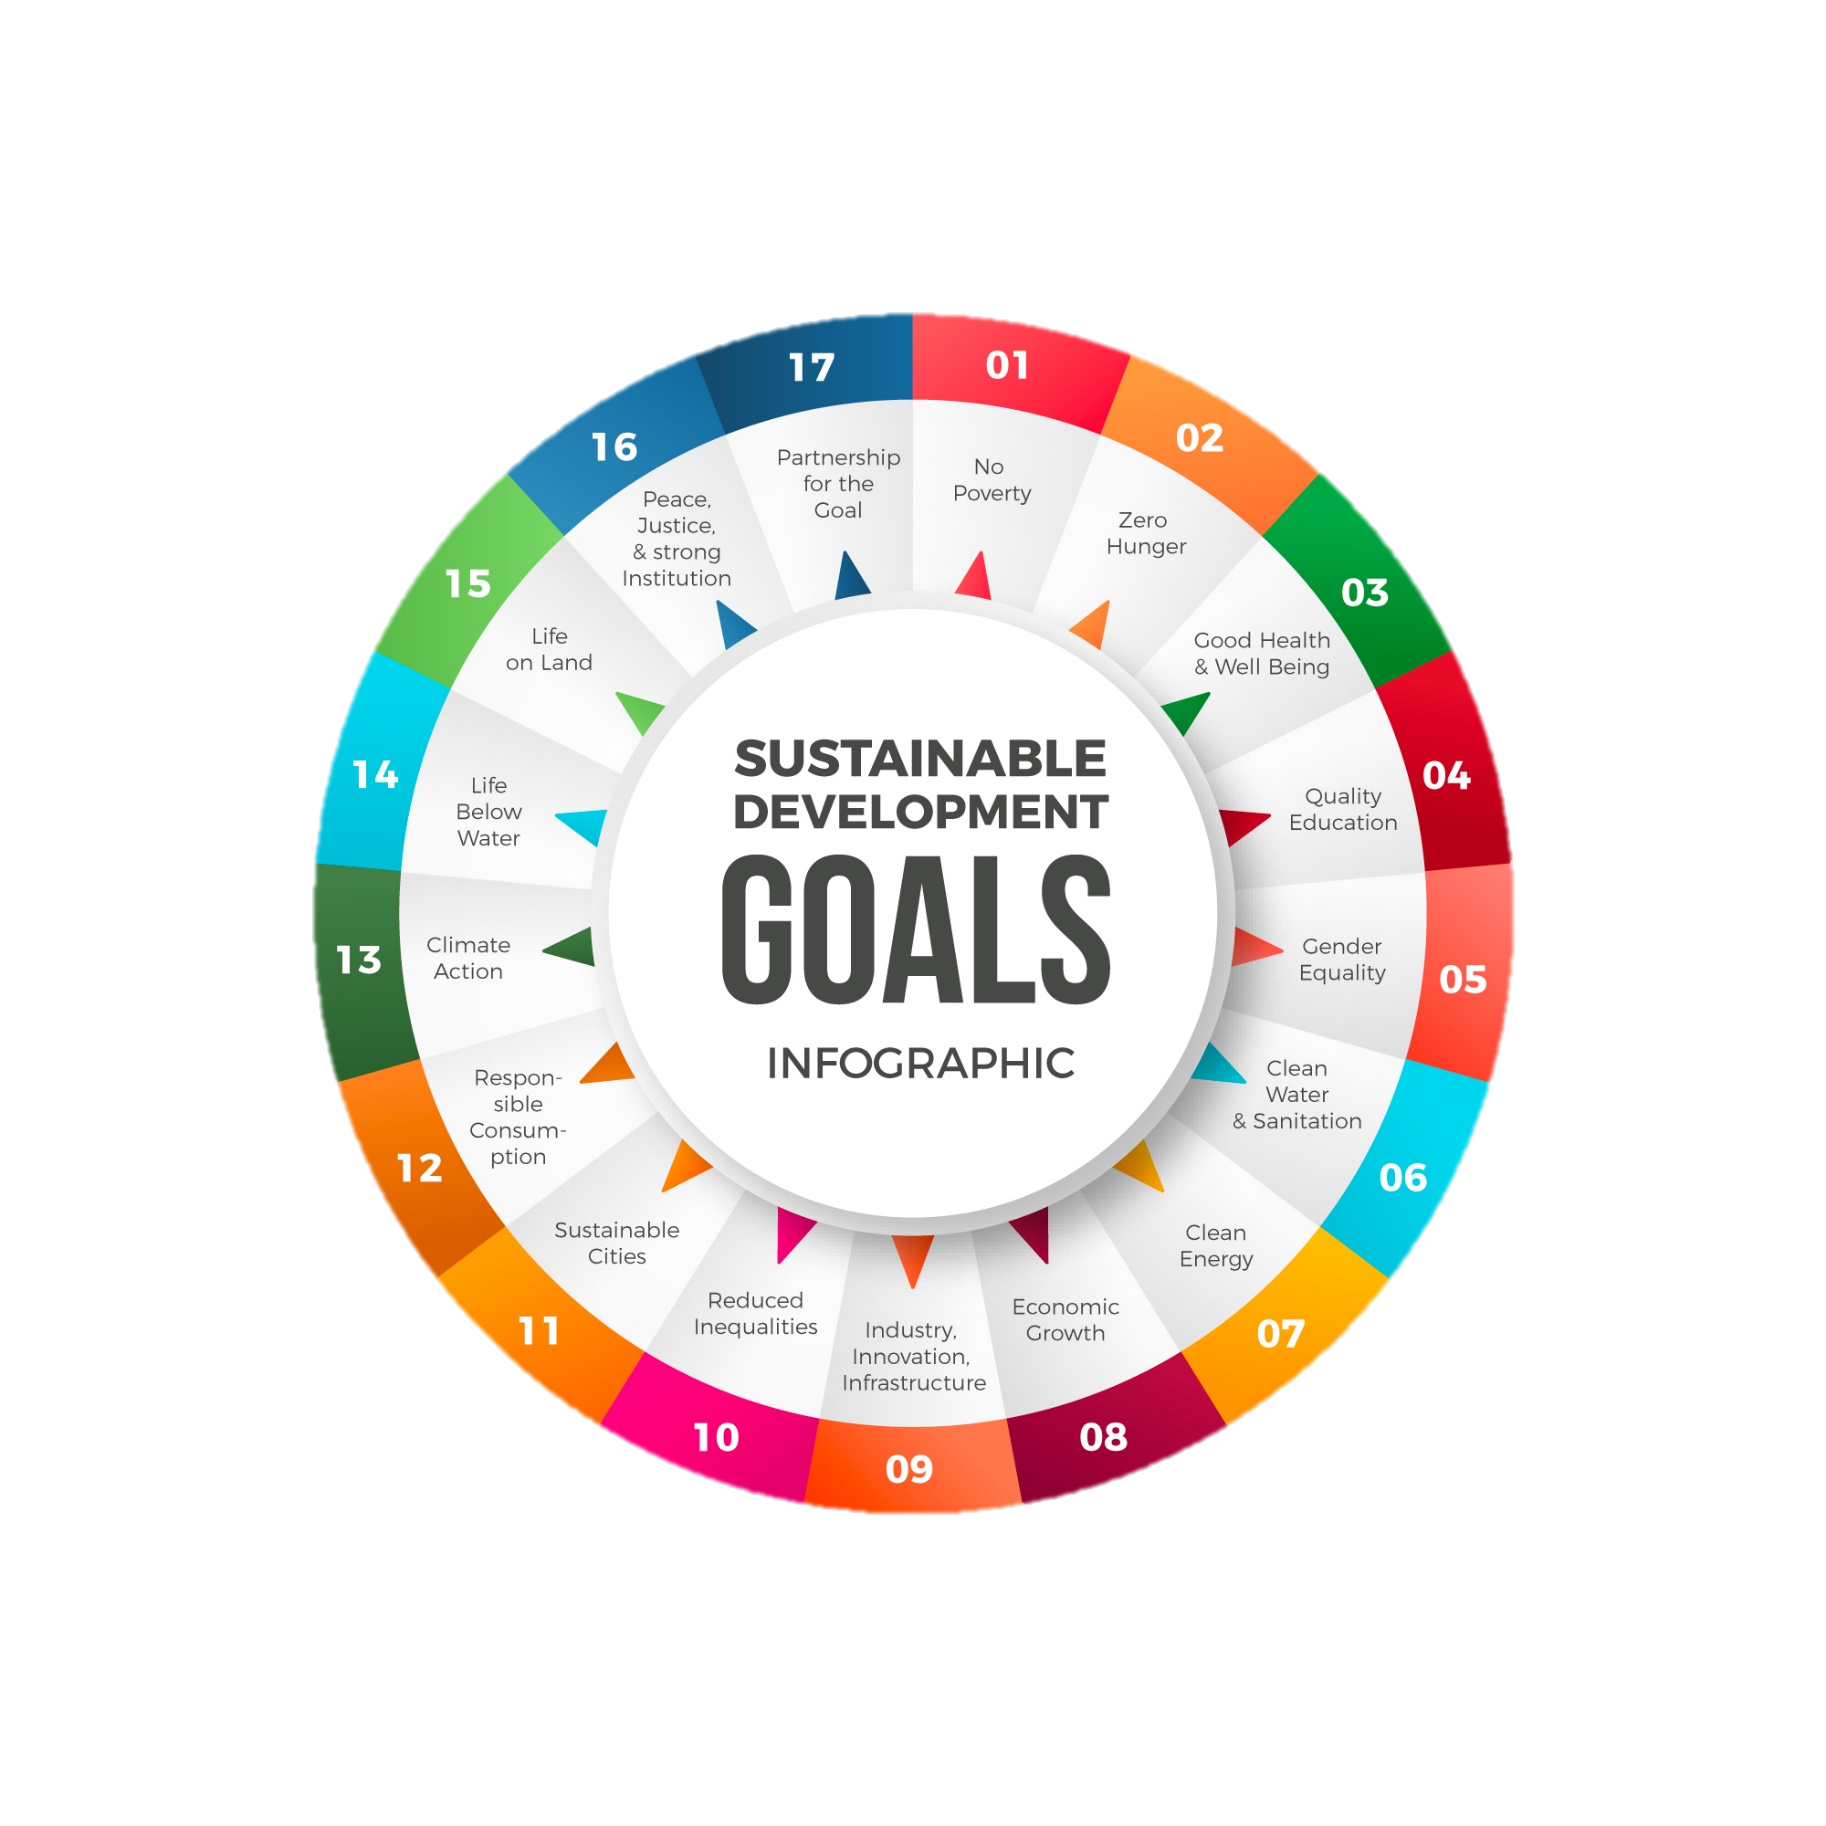 SUSTAINABLE
DEVELOPMENT
GOALS
INFOGRAPHIC
01
No
Poverty
02
Zero
Hunger
03
Good Health
& Well Being
04
Quality
Education
05
Gender
Equality
06
Clean
Water
& Sanitation
07
Clean
Energy
08
Economic
Growth
09
Industry,
Innovation,
Infrastructure
10
Reduced
Inequalities
11
Sustainable
Cities
12
Respon-
sible
Consum-
ption
13
Climate
Action
14
Life
Below
Water
15
Life
on Land
16
Peace,
Justice,
& strong
Institution
17
Partnership
for the
Goal